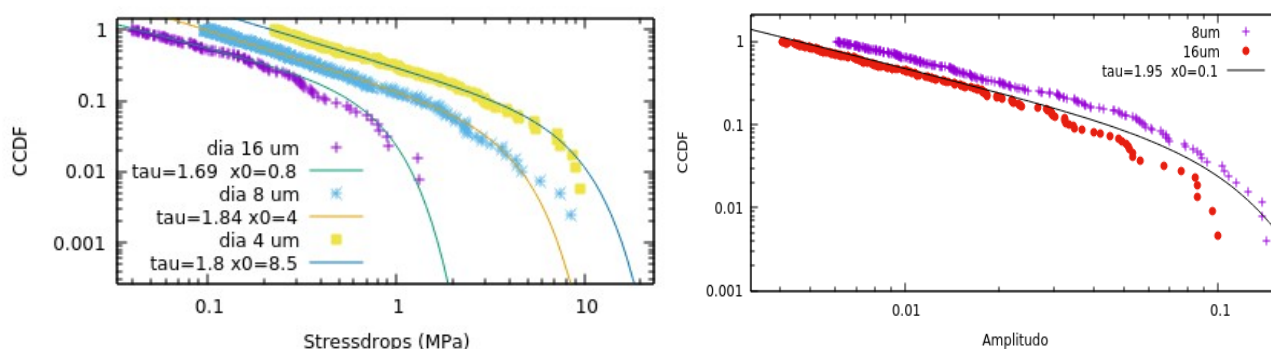 CCDF
1
0.1
0.01
0.001
dia 16 um
tau=1.69 x0=0.8
dia 8 um
tau=1.84 x0=4
dia 4 um
tau=1.8 x0=8.5
0.1
1
10
Stressdrops (MPa)
CCDF
1
0.1
0.01
0.001
8um
16um
tau=1.95 x0=0.1
0.01
0.1
Amplitudo